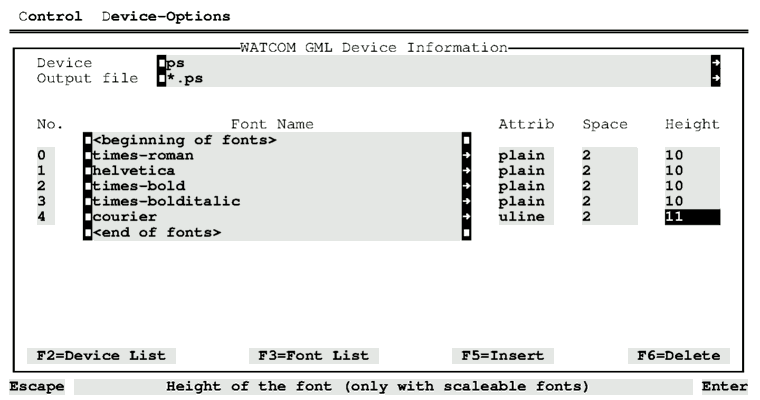 Control Device-Options
WATCOM GML Device Information
Device ps
Output file *.ps
No. Font Name Attrib Space Height
<beginning of fonts>
0 times-roman plain 2 10
1 helvetica plain 2 10
2 times-bold plain 2 10
3 times-bolditalic plain 2 10
4 courier uline 2 11
<end of fonts>
F2=Device List F3=Font List F5=Insert F6=Delete
Escape Height of the font (only with scaleable fonts) Enter